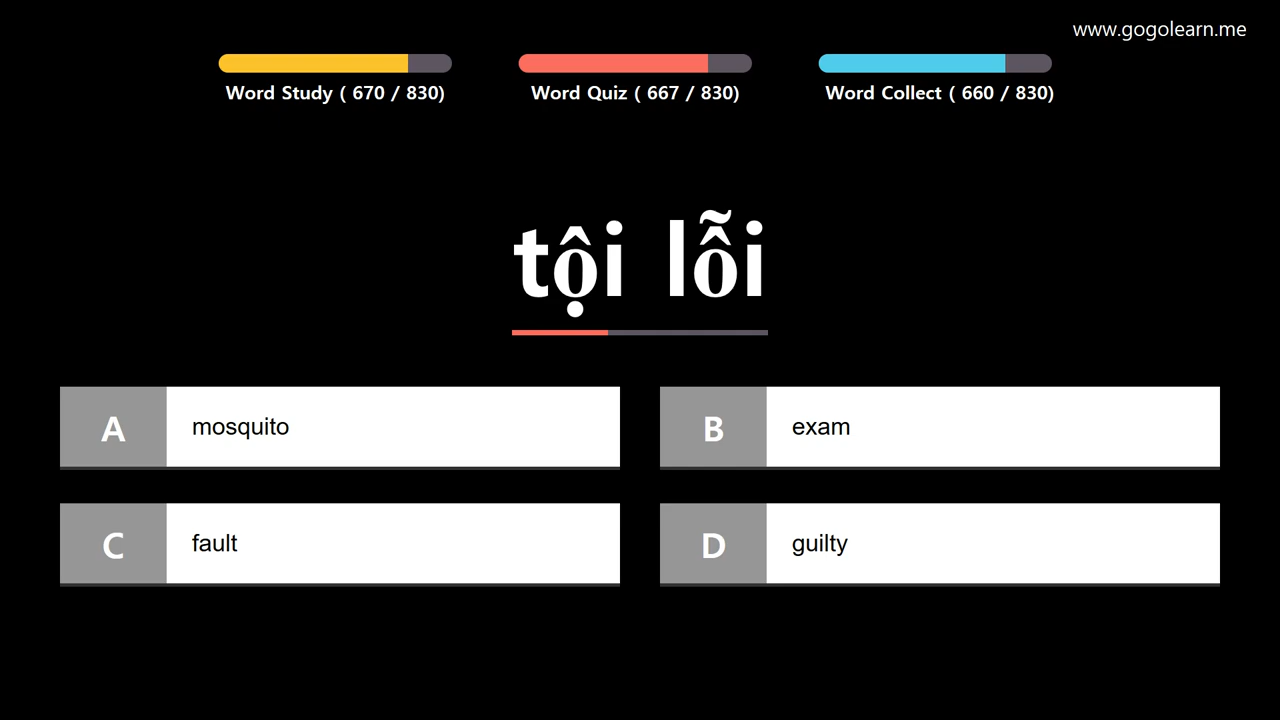 www.gogolearn.me
Word Study ( 670 / 830)
Word Quiz ( 667 / 830)
Word Collect ( 660 / 830)
tội lỗi
A mosquito
B exam
C fault
D guilty